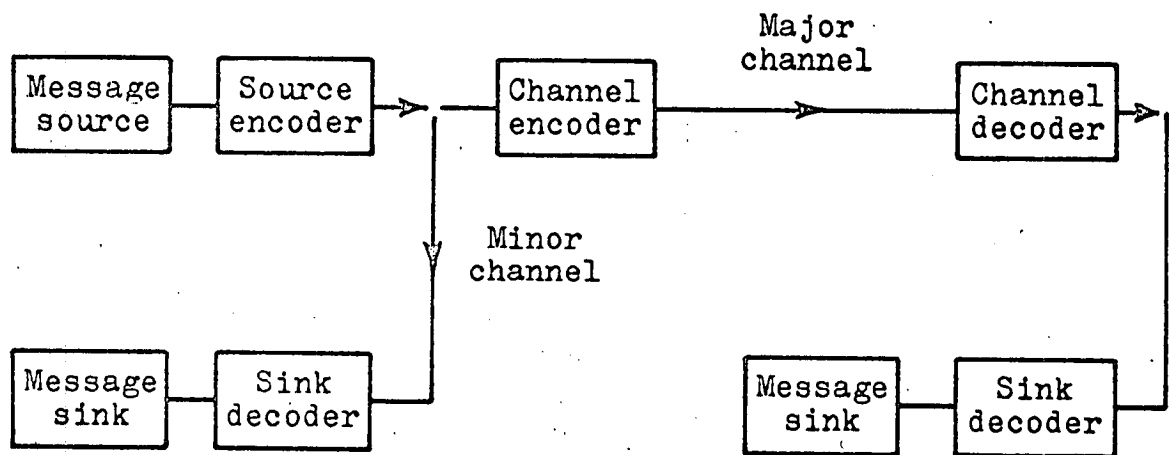 Major
channel
Message
source
Source
encoder
Channel
encoder
Channel
decoder
Minor
channel
Message
sink
Sink
decoder
Message
sink
Sink
decoder